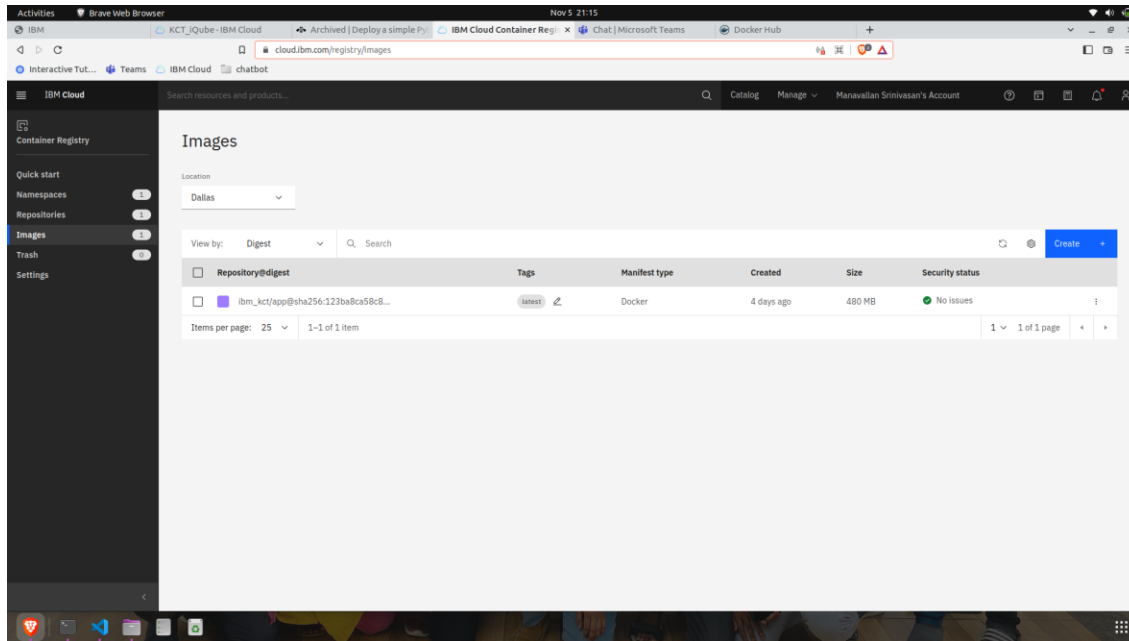 Activities Brave Web Browser Nov 5 21:15
IBM KCT_iQube - IBM Cloud Archived | Deploy a simple Py IBM Cloud Container Reg Chat | Microsoft Teams Docker Hub
cloud.ibm.com/registry/images
Interactive Tut... Teams IBM Cloud chatbot
IBM Cloud Search resources and products... Catalog Manage Manavallan Srinivasan's Account
Container Registry
Quick start
Namespaces 1
Repositories 1
Images 1
Trash 0
Settings
Images
Location
Dallas
View by: Digest Search Create +
Repository@digest Tags Manifest type Created Size Security status
ibm_kct/app@sha256:123ba8ca58c8... latest Docker 4 days ago 480 MB No issues
Items per page: 25 1–1 of 1 item 1 1 of 1 page